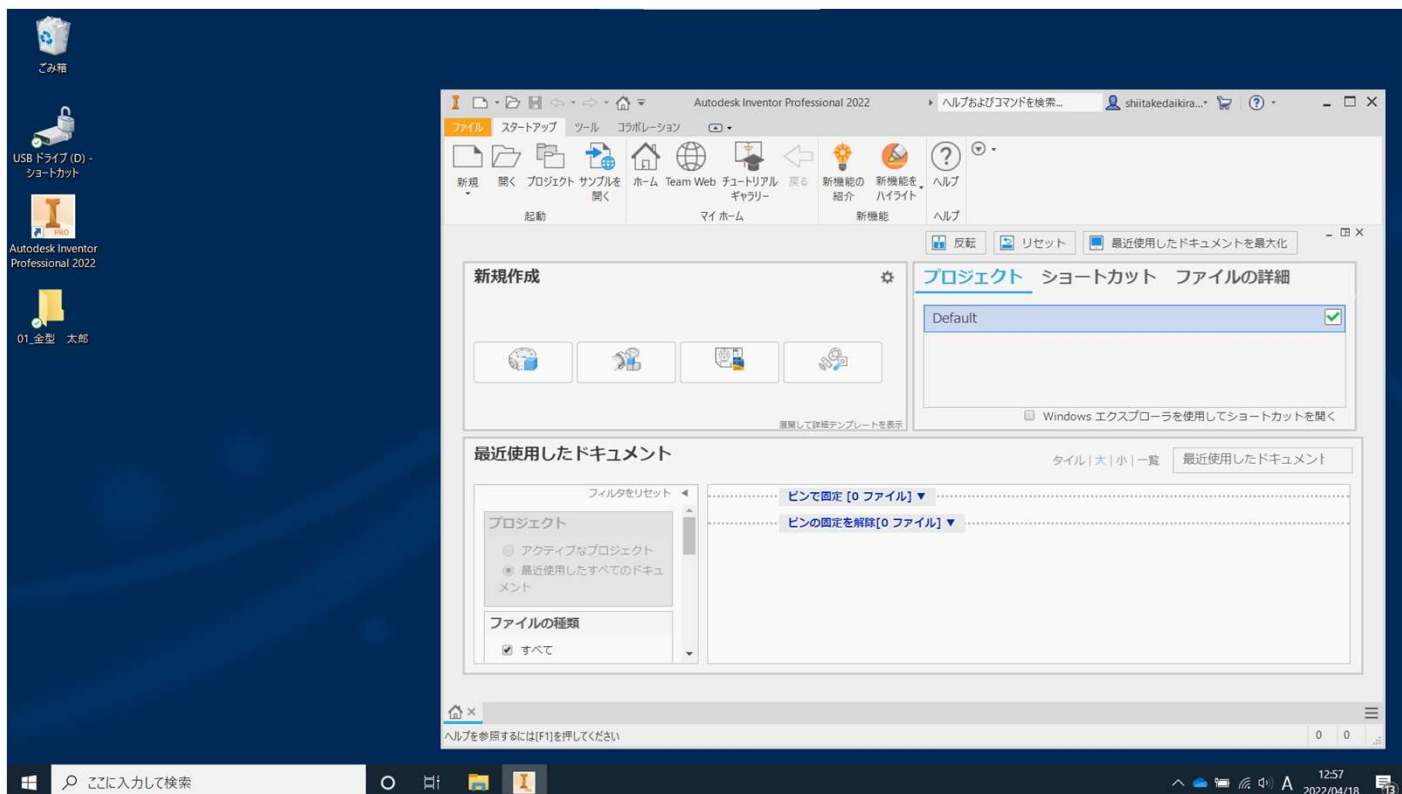 ごみ箱
USB ドライブ (D) -
ショートカット
PRO
Autodesk Inventor
Professional 2022
01_金型　太郎
Autodesk Inventor Professional 2022
ヘルプおよびコマンドを検索...
shiitakedaikira...
ファイル スタートアップ ツール コラボレーション
新規 開く プロジェクト サンプルを
開く
ホーム Team Web チュートリアル
ギャラリー
戻る
新機能の
紹介
新機能を
ハイライト
ヘルプ
起動 マイ ホーム 新機能 ヘルプ
反転 リセット 最近使用したドキュメントを最大化
新規作成
展開して詳細テンプレートを表示
プロジェクト ショートカット ファイルの詳細
Default
Windows エクスプローラを使用してショートカットを開く
最近使用したドキュメント
タイル | 大 | 小 | 一覧
最近使用したドキュメント
フィルタをリセット
プロジェクト
アクティブなプロジェクト
最近使用したすべてのドキュ
メント
ファイルの種類
すべて
ピンで固定 [0 ファイル] ▼
ピンの固定を解除[0 ファイル] ▼
ヘルプを参照するには[F1]を押してください
0 0
ここに入力して検索
A
12:57
2022/04/18
13